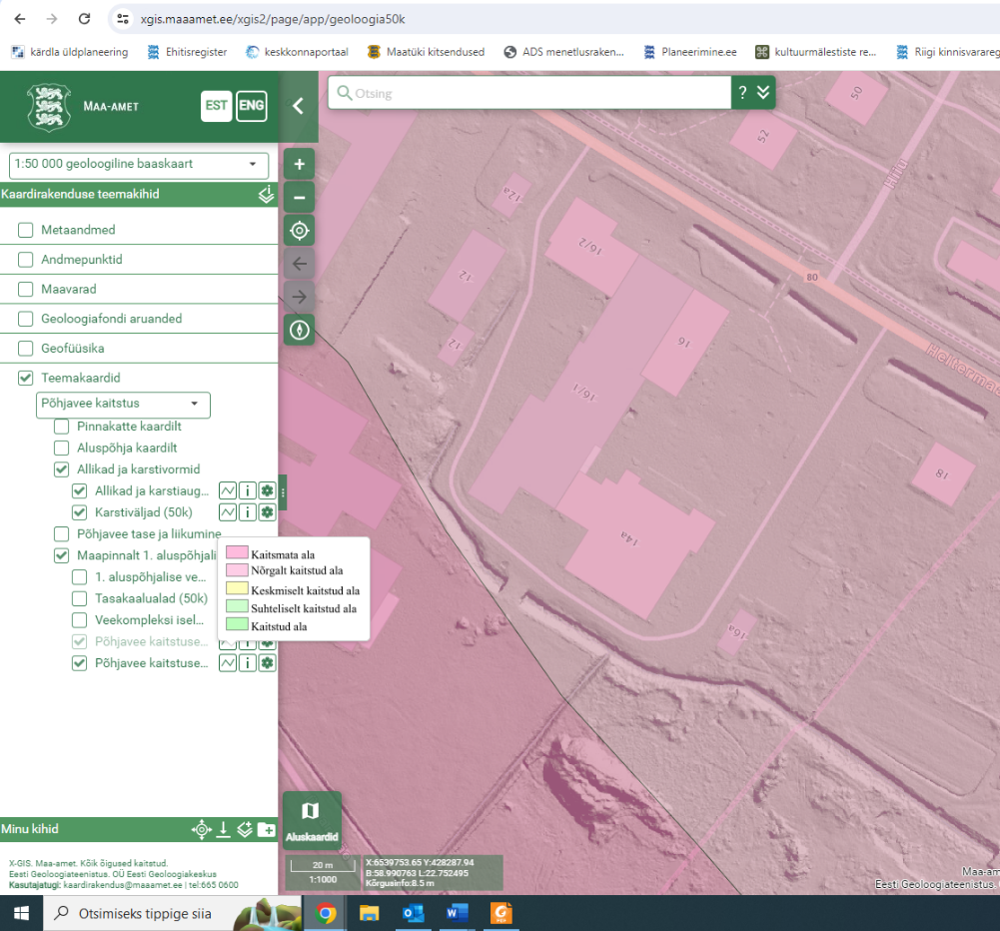 xgis.maaamet.ee/xgis2/page/app/geoloogia50k
kärdla üldplaneering
Ehitisregister
keskkonnaportaal
Maatüki kitsendused
ADS menetlusraken...
Planeerimine.ee
kultuurmälestiste re...
Riigi kinnisvarareg
MAA-AMET
EST
ENG
Otsing
?
1:50 000 geoloogiline baaskaart
Kaardirakenduse teemakihid
Metaandmed
Andmepunktid
Maavarad
Geoloogiafondi aruanded
Geofüüsika
Teemakaardid
Põhjavee kaitstus
Pinnakatte kaardilt
Aluspõhja kaardilt
Allikad ja karstivormid
Allikad ja karstiaug...
Karstiväljad (50k)
Põhjavee tase ja liikumine
Maapinnalt 1. aluspõhjali
1. aluspõhjalise ve...
Tasakaalualad (50k)
Veekompleksi isel...
Põhjavee kaitstuse...
Põhjavee kaitstuse...
Kaitsmata ala
Nõrgalt kaitstud ala
Keskmiselt kaitstud ala
Suhteliselt kaitstud ala
Kaitstud ala
50
52
12a
16/2
12
12
16
16/1
80
Heltermaa
18
14a
16a
Minu kihid
Aluskaardid
20 m
1:1000
X:6539753.65 Y:428287.94
B:58.990763 L:22.752495
Kõrgusinfo:8.5 m
Maa-am
Eesti Geoloogiateenistus.
X-GIS. Maa-amet. Kõik õigused kaitstud.
Eesti Geoloogiateenistus. OÜ Eesti Geoloogiakeskus
Kasutajatugi: kaardirakendus@maaamet.ee | tel:665 0600
Otsimiseks tippige siia